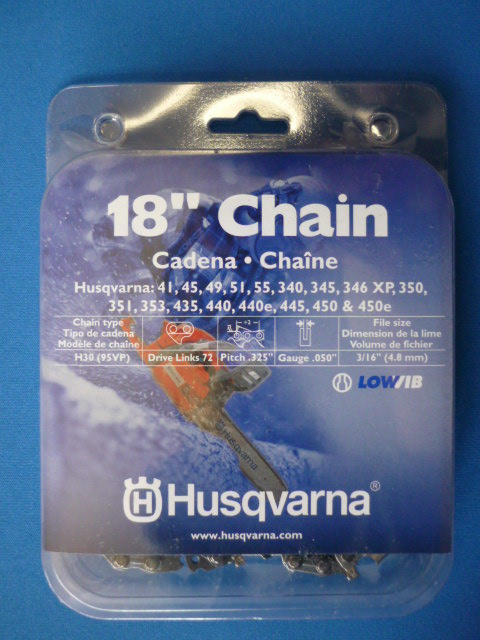 18" Chain
Cadena • Chaîne
Husqvarna: 41, 45, 49, 51, 55, 340, 345, 346 XP, 350,
351, 353, 435, 440, 440e, 445, 450 & 450e
Chain type
Tipo de cadena
Modèle de chaîne
File size
Dimension de la lime
Volume de fichier
H30 (95VP) Drive Links 72 Pitch .325" Gauge .050" 3/16" (4.8 mm)
LOWVIB
Husqvarna
H Husqvarna®
www.husqvarna.com